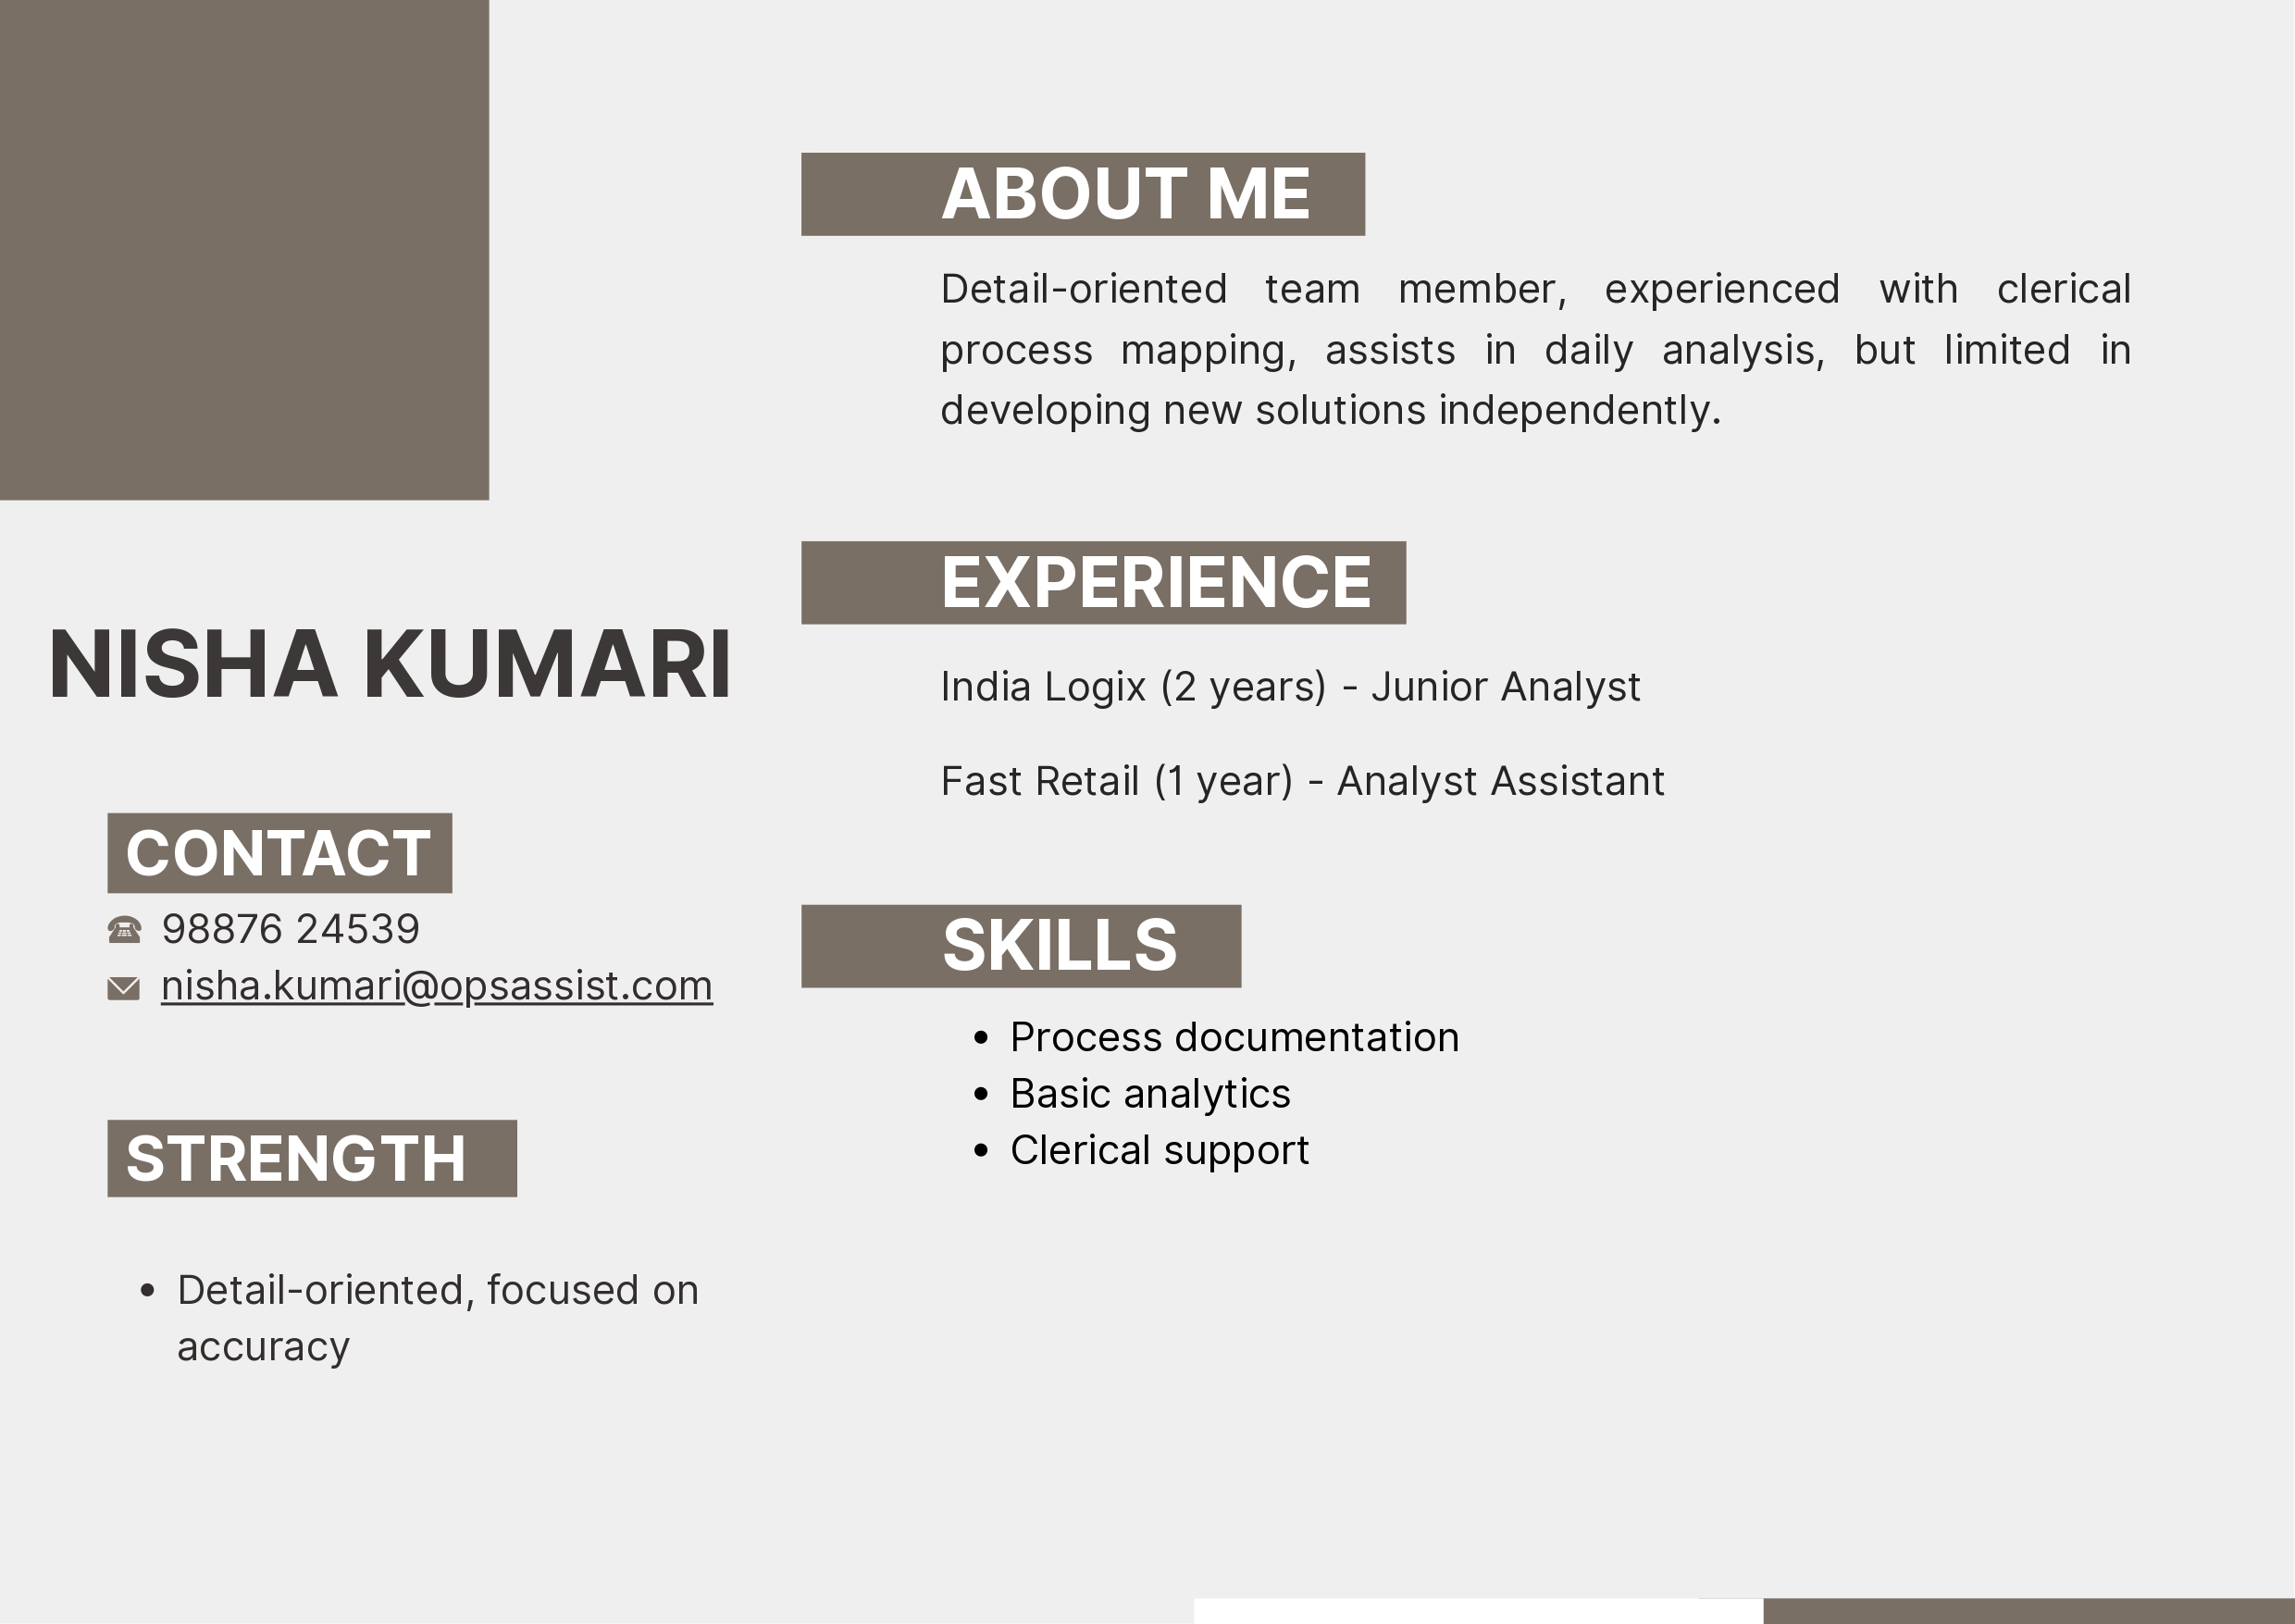 NISHA KUMARI
CONTACT
98876 24539
nisha.kumari@opsassist.com
STRENGTH
• Detail-oriented, focused on
accuracy
ABOUT ME
Detail-oriented team member, experienced with clerical
process mapping, assists in daily analysis, but limited in
developing new solutions independently.
EXPERIENCE
India Logix (2 years) - Junior Analyst
Fast Retail (1 year) - Analyst Assistant
SKILLS
• Process documentation
• Basic analytics
• Clerical support